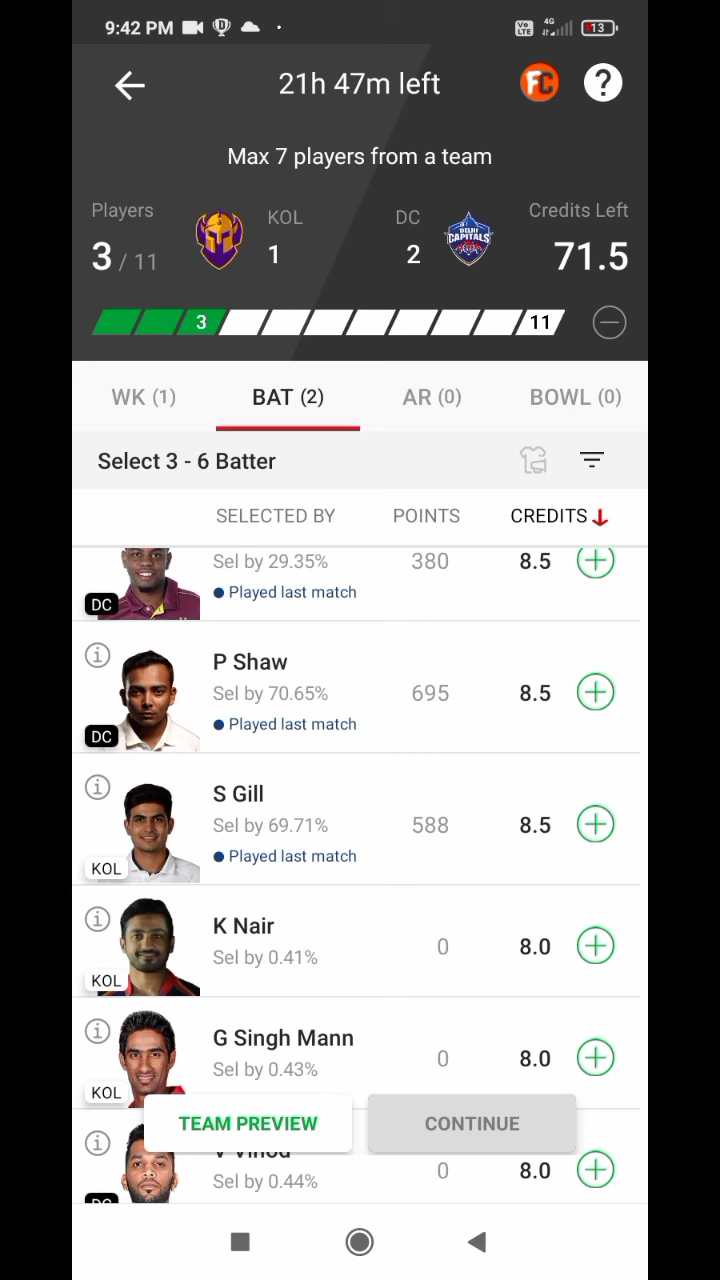 9:42 PM
Vo LTE 4G 13
21h 47m left
FC ?
Max 7 players from a team
Players KOL DC Credits Left
3 / 11 1 2 71.5
DELHI CAPITALS
3 11
WK (1) BAT (2) AR (0) BOWL (0)
Select 3 - 6 Batter
SELECTED BY POINTS CREDITS
Sel by 29.35% 380 8.5
Played last match
DC
P Shaw
Sel by 70.65% 695 8.5
Played last match
DC
S Gill
Sel by 69.71% 588 8.5
Played last match
KOL
K Nair
Sel by 0.41% 0 8.0
KOL
G Singh Mann
Sel by 0.43% 0 8.0
KOL
TEAM PREVIEW CONTINUE
Sel by 0.44% 0 8.0